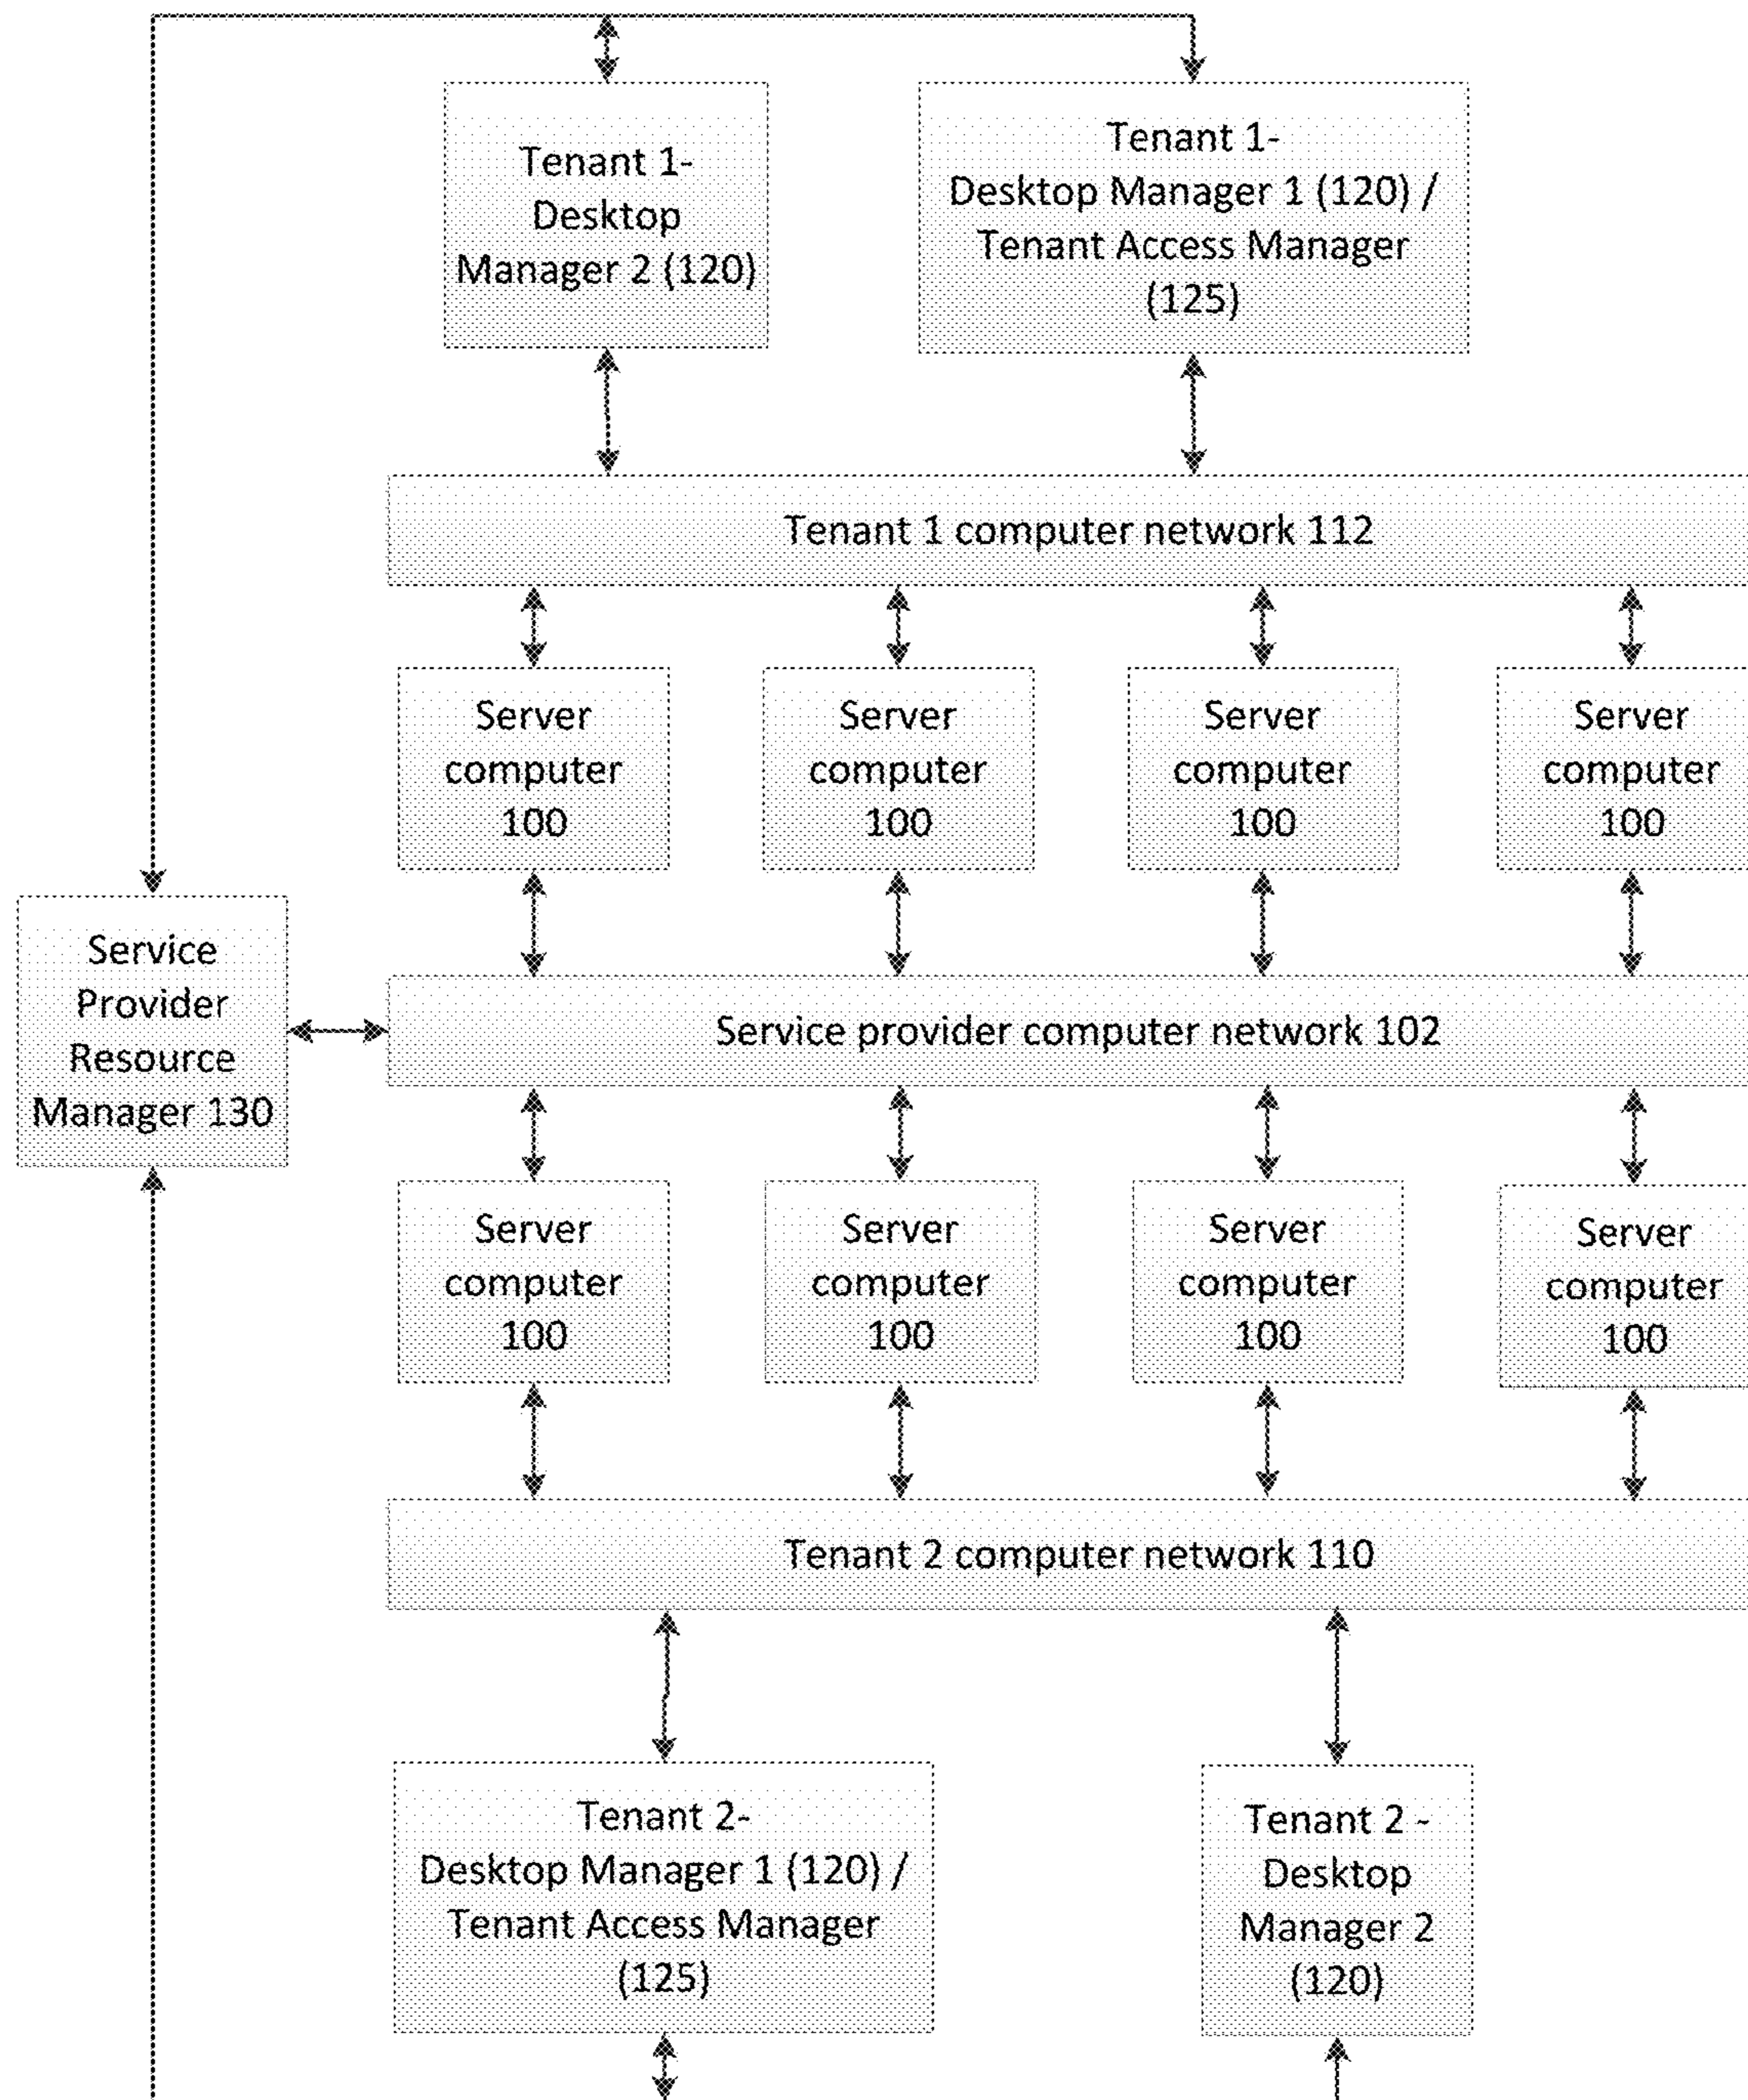 Tenant 1-
Desktop
Manager 2 (120)
Tenant 1-
Desktop Manager 1 (120) /
Tenant Access Manager
(125)
Tenant 1 computer network 112
Server
computer
100
Server
computer
100
Server
computer
100
Server
computer
100
Service
Provider
Resource
Manager 130
Service provider computer network 102
Server
computer
100
Server
computer
100
Server
computer
100
Server
computer
100
Tenant 2 computer network 110
Tenant 2-
Desktop Manager 1 (120) /
Tenant Access Manager
(125)
Tenant 2 -
Desktop
Manager 2
(120)